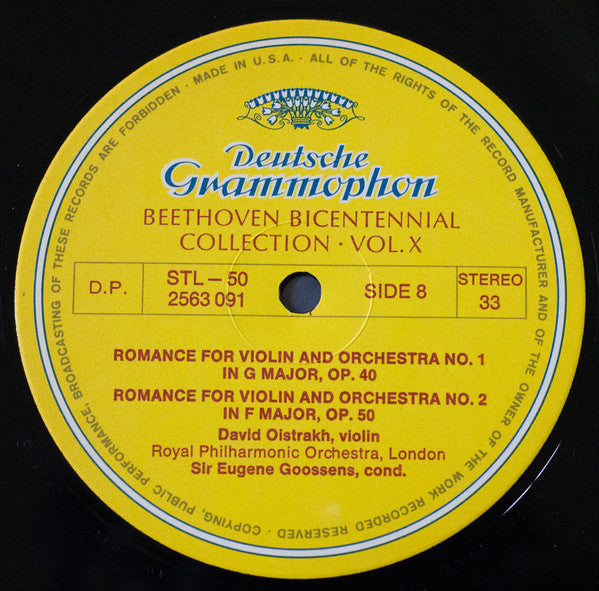 MADE IN U.S.A. · ALL OF THE RIGHTS OF THE RECORD MANUFACTURER AND OF THE OWNER OF THE WORK RECORDED RESERVED · COPYING, PUBLIC PERFORMANCE, BROADCASTING OF THESE RECORDS ARE FORBIDDEN ·
Deutsche
Grammophon
BEETHOVEN BICENTENNIAL
COLLECTION · VOL. X
D.P.
STL – 50
2563 091
SIDE 8
STEREO
33
ROMANCE FOR VIOLIN AND ORCHESTRA NO. 1
IN G MAJOR, OP. 40
ROMANCE FOR VIOLIN AND ORCHESTRA NO. 2
IN F MAJOR, OP. 50
David Oistrakh, violin
Royal Philharmonic Orchestra, London
Sir Eugene Goossens, cond.